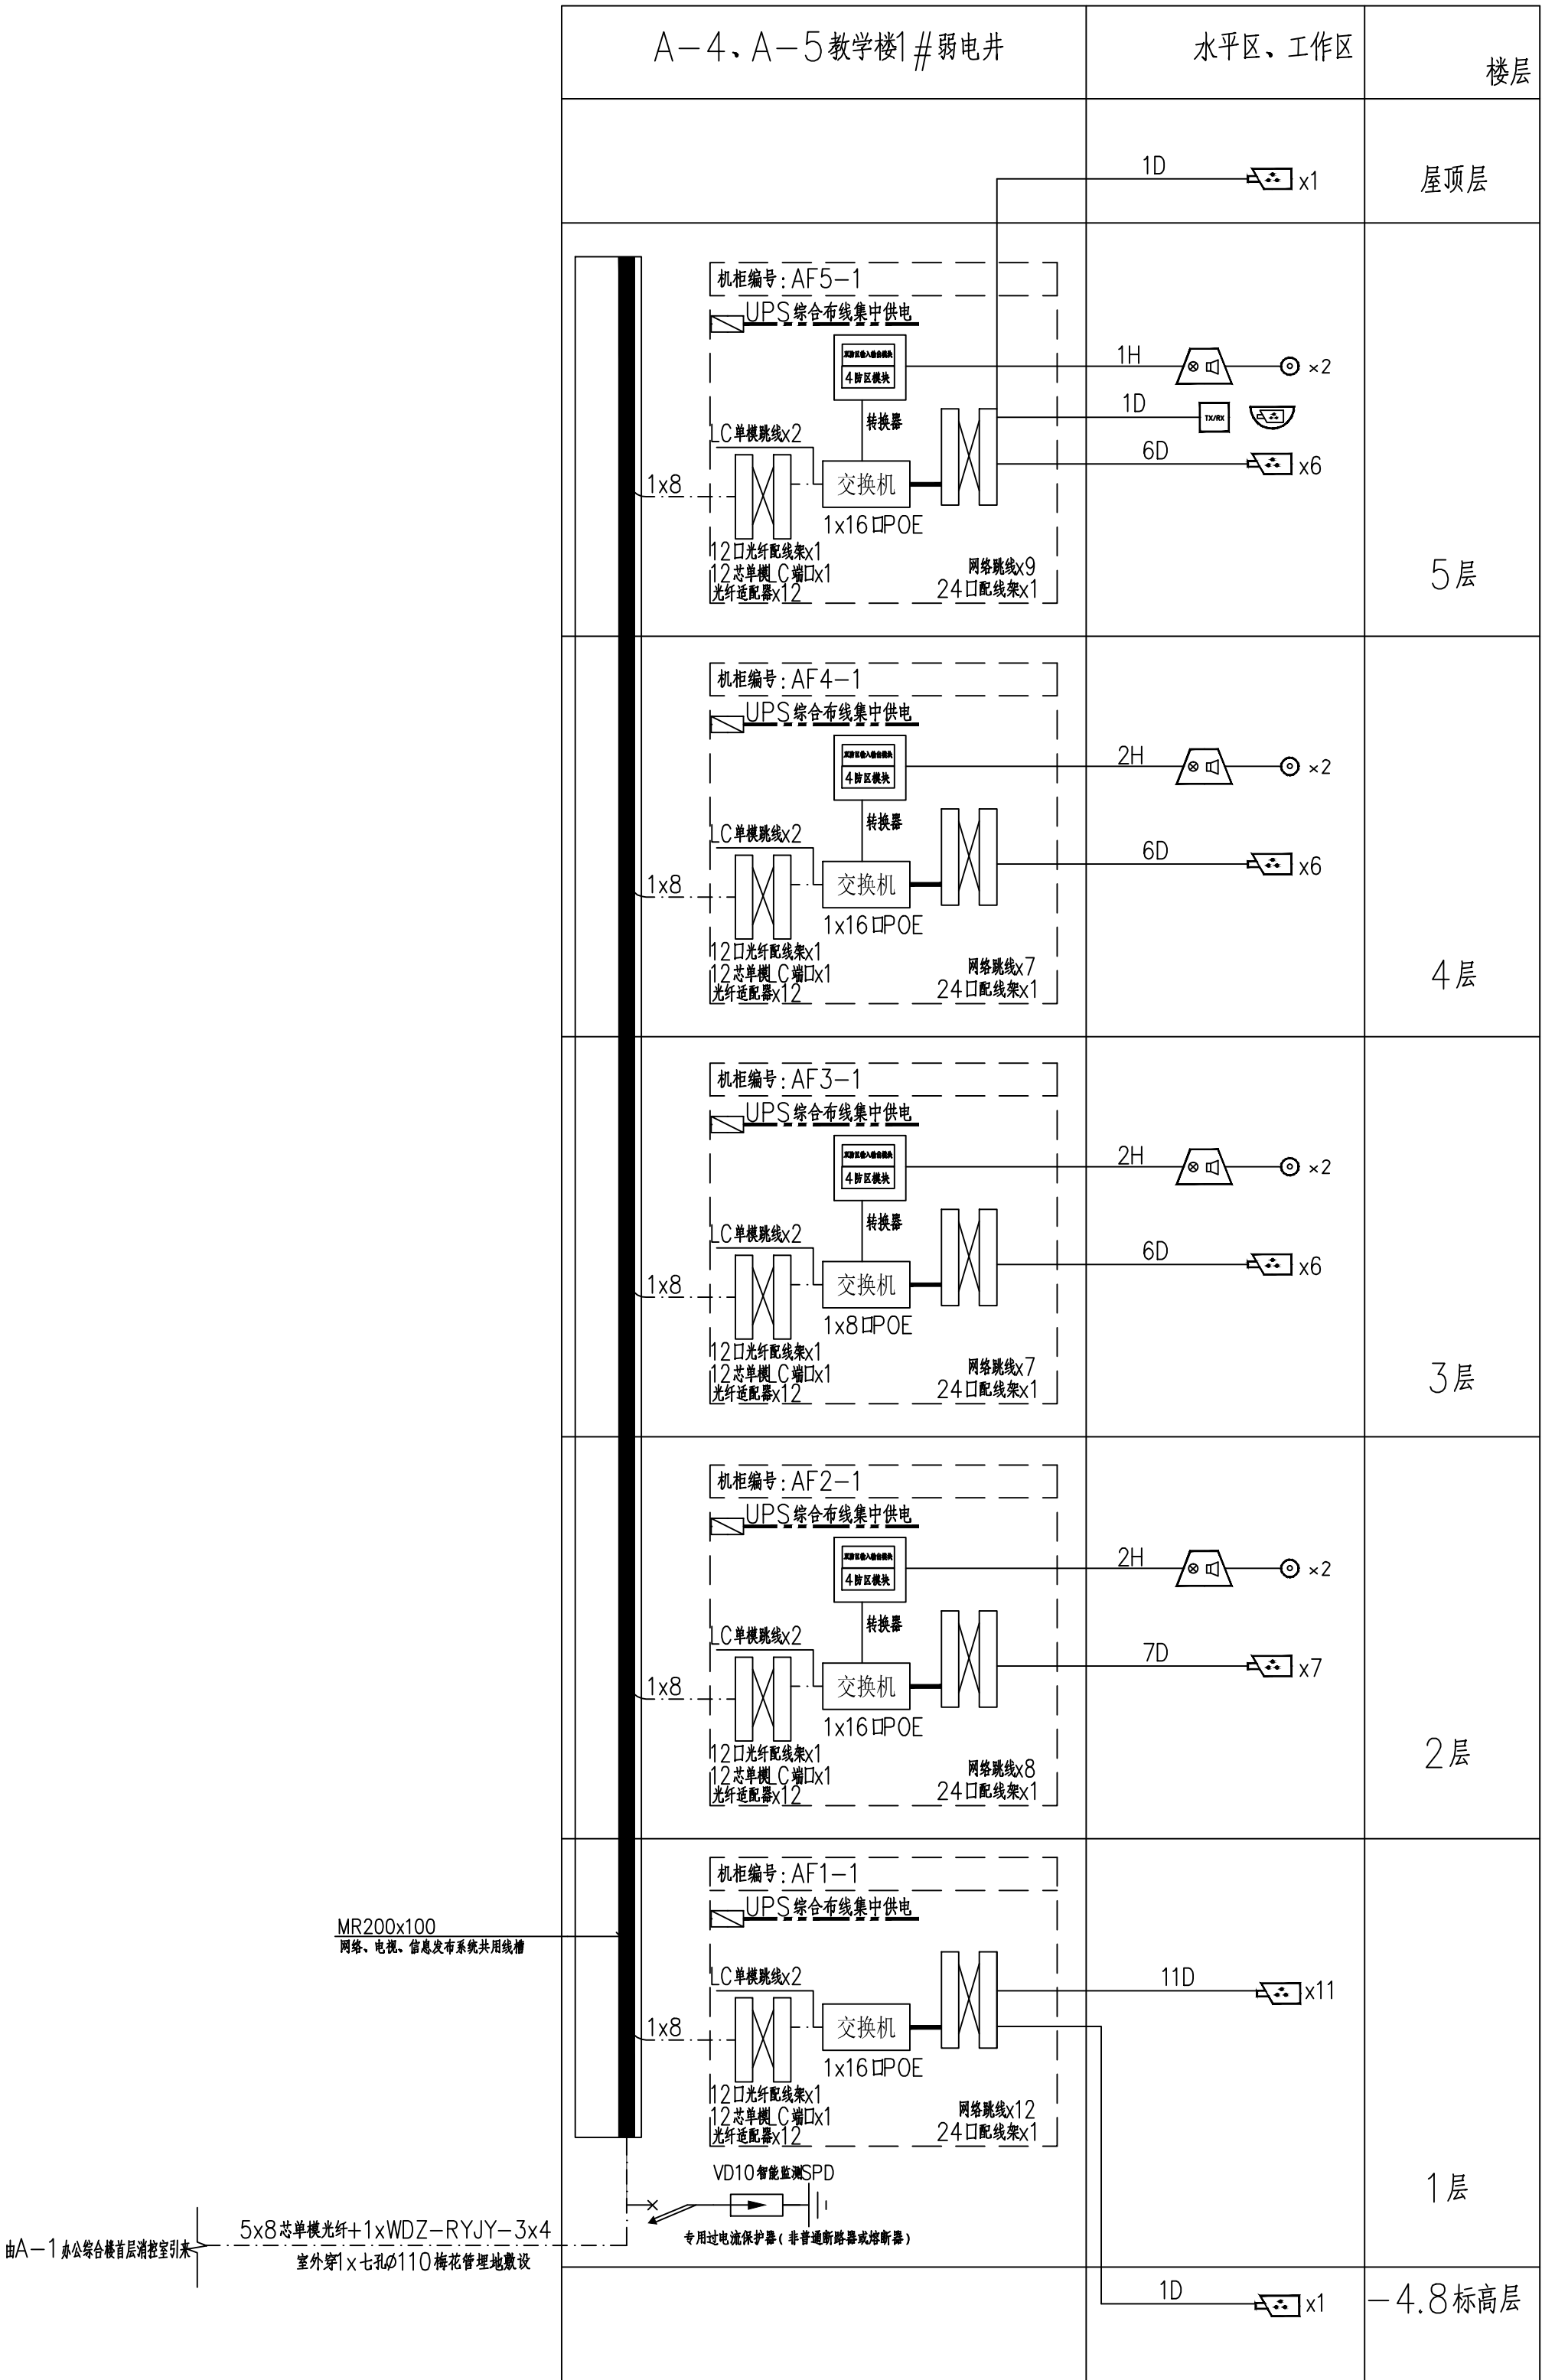 A-4、A-5教学楼1#弱电井
水平区、工作区
楼层
1D
x1
屋顶层
机柜编号:AF5-1
UPS综合布线集中供电
4防区模块
1H
x2
转换器
1D
TX/RX
LC单模跳线x2
6D
x6
1x8
交换机
1x16口POE
12口光纤配线架x1
12芯单模LC端口x1
光纤适配器x12
网络跳线x9
24口配线架x1
5层
机柜编号:AF4-1
UPS综合布线集中供电
4防区模块
2H
x2
转换器
LC单模跳线x2
6D
x6
1x8
交换机
1x16口POE
12口光纤配线架x1
12芯单模LC端口x1
光纤适配器x12
网络跳线x7
24口配线架x1
4层
机柜编号:AF3-1
UPS综合布线集中供电
4防区模块
2H
x2
转换器
LC单模跳线x2
6D
x6
1x8
交换机
1x8口POE
12口光纤配线架x1
12芯单模LC端口x1
光纤适配器x12
网络跳线x7
24口配线架x1
3层
机柜编号:AF2-1
UPS综合布线集中供电
4防区模块
2H
x2
转换器
LC单模跳线x2
7D
x7
1x8
交换机
1x16口POE
12口光纤配线架x1
12芯单模LC端口x1
光纤适配器x12
网络跳线x8
24口配线架x1
2层
机柜编号:AF1-1
UPS综合布线集中供电
MR200x100
网络、电视、信息发布系统共用线槽
LC单模跳线x2
11D
x11
1x8
交换机
1x16口POE
12口光纤配线架x1
12芯单模LC端口x1
光纤适配器x12
网络跳线x12
24口配线架x1
1层
VD10智能监测SPD
专用过电流保护器(非普通断路器或熔断器)
由A-1办公综合楼首层消控室引来
5x8芯单模光纤+1xWDZ-RYJY-3x4
室外穿1x七孔Ø110梅花管埋地敷设
1D
x1
-4.8标高层